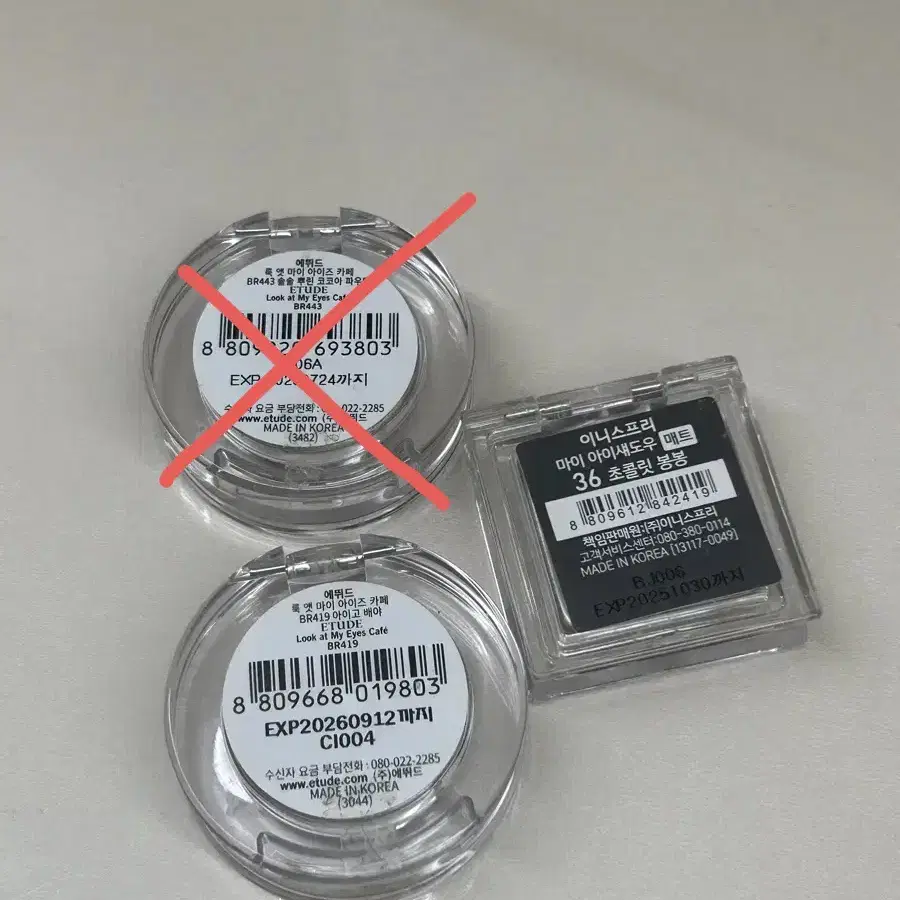 에뛰드
룩 앳 마이 아이즈 카페
BR443 솔솔 뿌린 코코아
ETUDE
Look at My Eyes Café
BR443
693803
06A
724까지
수신자 요금 부담전화 : 080-022-2285
www.etude.com (주)에뛰드
MADE IN KOREA
(3482)
이니스프리
마이 아이섀도우 매트
36 초콜릿 봉봉
8 809612 842419
책임판매원:(주)이니스프리
고객서비스센터:080-380-0114
MADE IN KOREA [13117-0049]
BJ006
EXP20251030까지
에뛰드
룩 앳 마이 아이즈 카페
BR419 아이고 배야
ETUDE
Look at My Eyes Café
BR419
8 809668 019803
EXP20260912까지
CI004
수신자 요금 부담전화 : 080-022-2285
www.etude.com (주)에뛰드
MADE IN KOREA
(3044)